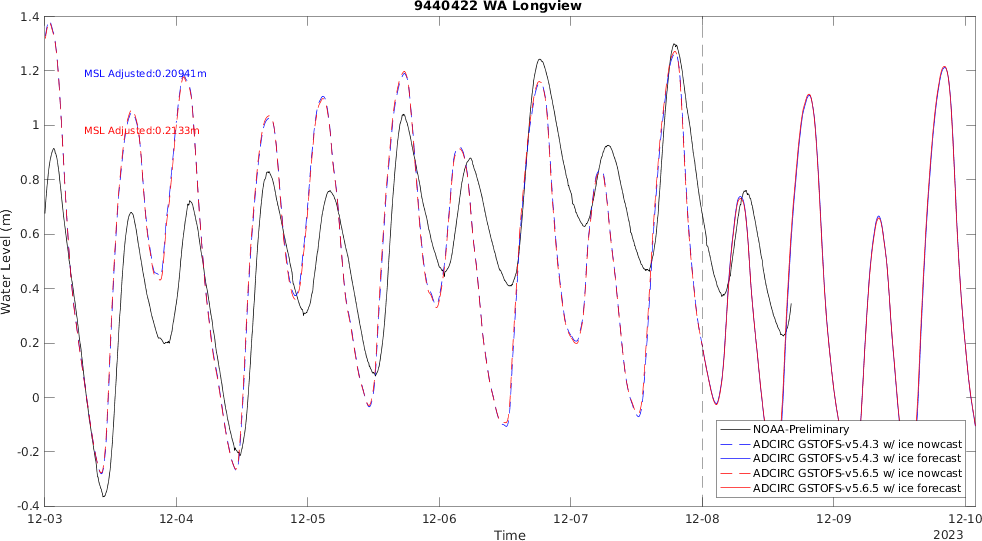 9440422 WA Longview
1.4
1.2
1
0.8
0.6
0.4
0.2
0
-0.2
-0.4
Water Level (m)
MSL Adjusted:0.20941m
MSL Adjusted:0.2133m
NOAA-Preliminary
ADCIRC GSTOFS-v5.4.3 w/ ice nowcast
ADCIRC GSTOFS-v5.4.3 w/ ice forecast
ADCIRC GSTOFS-v5.6.5 w/ ice nowcast
ADCIRC GSTOFS-v5.6.5 w/ ice forecast
12-03 12-04 12-05 12-06 12-07 12-08 12-09 12-10
Time
2023